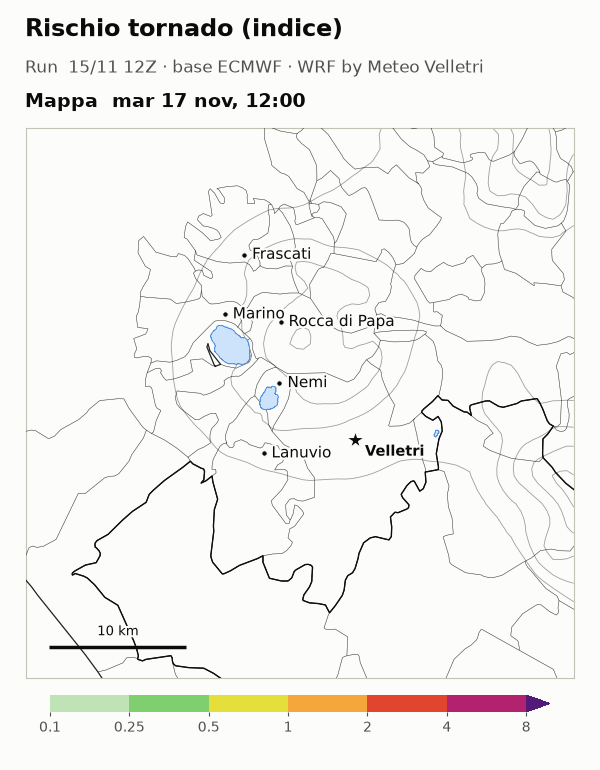 Rischio tornado (indice)
Run  15/11 12Z · base ECMWF · WRF by Meteo Velletri
Mappa  mar 17 nov, 12:00
Frascati
Marino
Rocca di Papa
Nemi
Velletri
Lanuvio
10 km
0.1 0.25 0.5 1 2 4 8